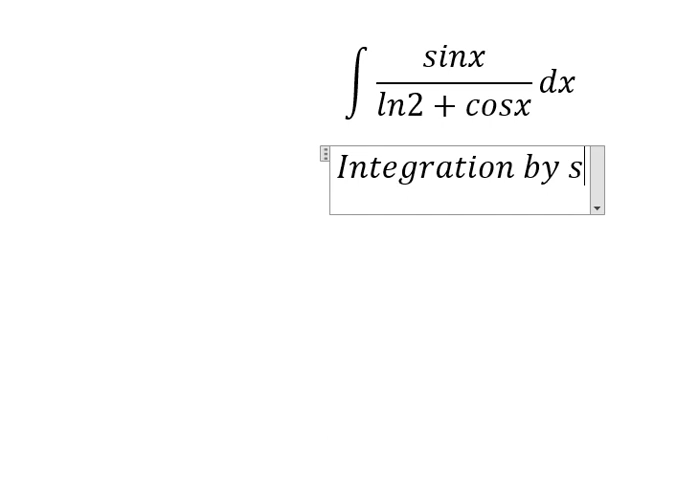 ∫ sinx / ln2 + cosx dx
Integration by s